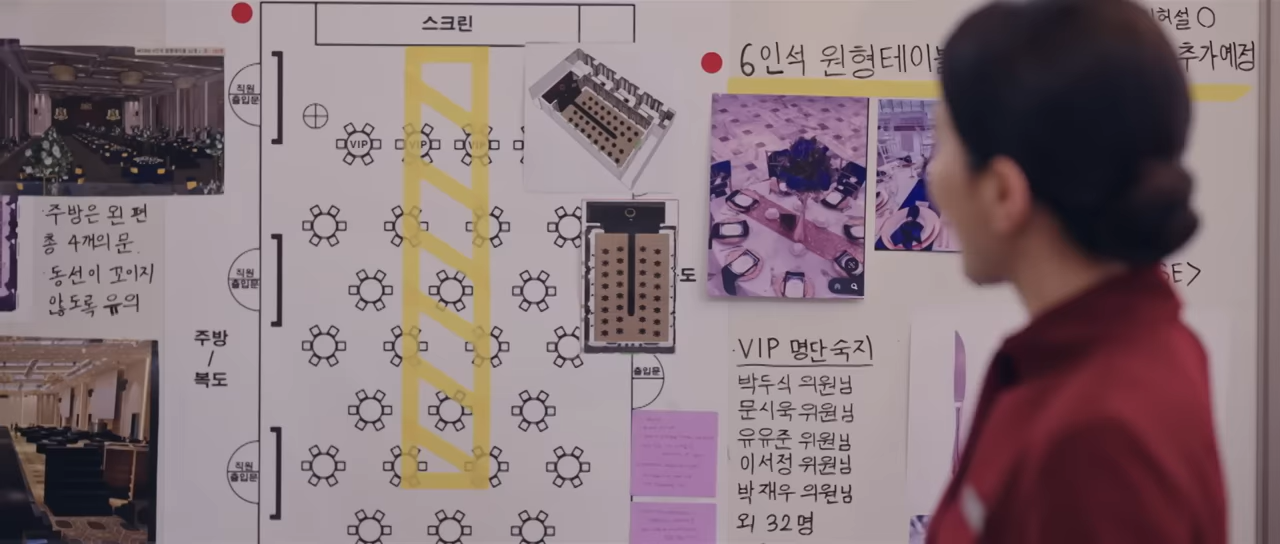 스크린
직원
출입문
VIP
VIP
VIP
·주방은 왼 편
총 4개의 문.
·동선이 꼬이지
않도록 유의
직원
출입문
주방
/
복도
직원
출입문
도
출입문
6인석 원형테이블
추가예정
SE>
·VIP 명단숙지
박두식 의원님
문시욱 위원님
유유준 위원님
이서정 위원님
박재우 의원님
외 32명